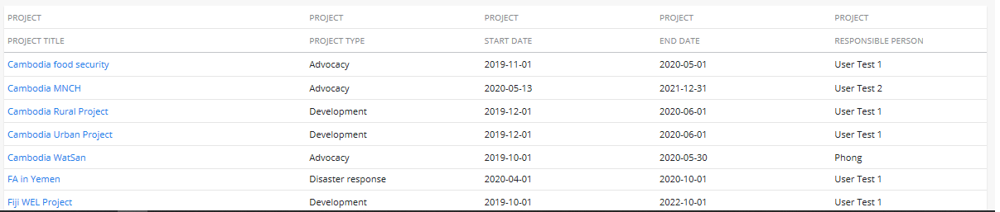 PROJECT PROJECT PROJECT PROJECT PROJECT
PROJECT TITLE PROJECT TYPE START DATE END DATE RESPONSIBLE PERSON
Cambodia food security Advocacy 2019-11-01 2020-05-01 User Test 1
Cambodia MNCH Advocacy 2020-05-13 2021-12-31 User Test 2
Cambodia Rural Project Development 2019-12-01 2020-06-01 User Test 1
Cambodia Urban Project Development 2019-12-01 2020-06-01 User Test 1
Cambodia WatSan Advocacy 2019-10-01 2020-05-30 Phong
FA in Yemen Disaster response 2020-04-01 2020-10-01 User Test 1
Fiji WEL Project Development 2019-10-01 2022-10-01 User Test 1